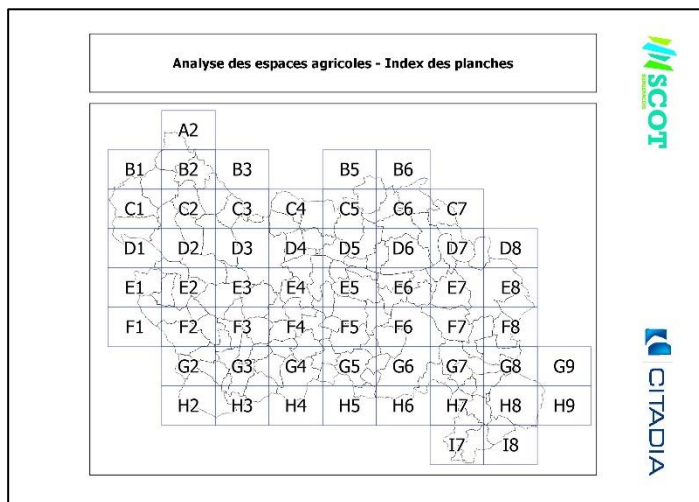 Analyse des espaces agricoles - Index des planches
A2
B1 B2 B3 B5 B6
C1 C2 C3 C4 C5 C6 C7
D1 D2 D3 D4 D5 D6 D7 D8
E1 E2 E3 E4 E5 E6 E7 E8
F1 F2 F3 F4 F5 F6 F7 F8
G2 G3 G4 G5 G6 G7 G8 G9
H2 H3 H4 H5 H6 H7 H8 H9
I7 I8
SCOT
CITADIA